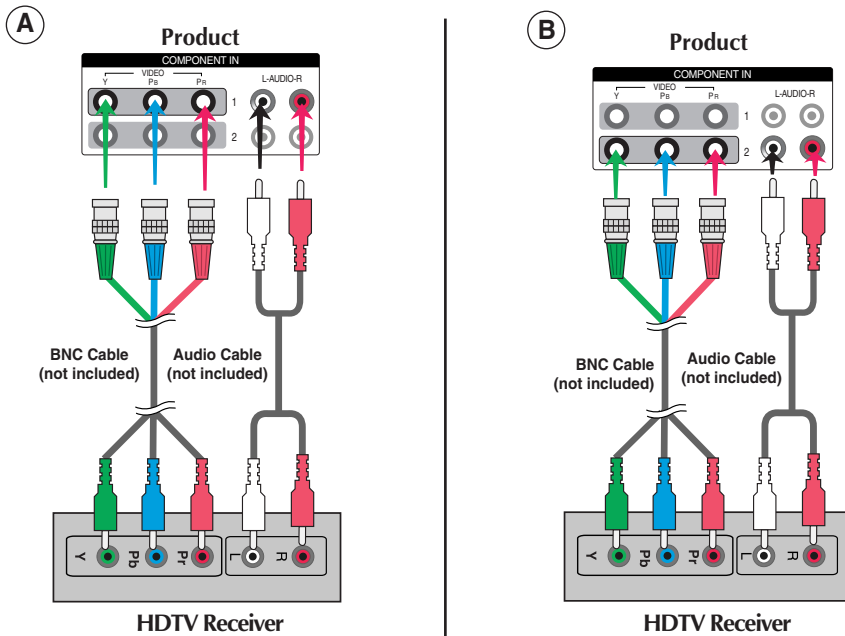 A
Product
COMPONENT IN
VIDEO
L-AUDIO-R
Y PB PR
1
2
BNC Cable
(not included)
Audio Cable
(not included)
Y Pb Pr L R
HDTV Receiver
B
Product
COMPONENT IN
VIDEO
L-AUDIO-R
Y PB PR
1
2
BNC Cable
(not included)
Audio Cable
(not included)
Y Pb Pr L R
HDTV Receiver